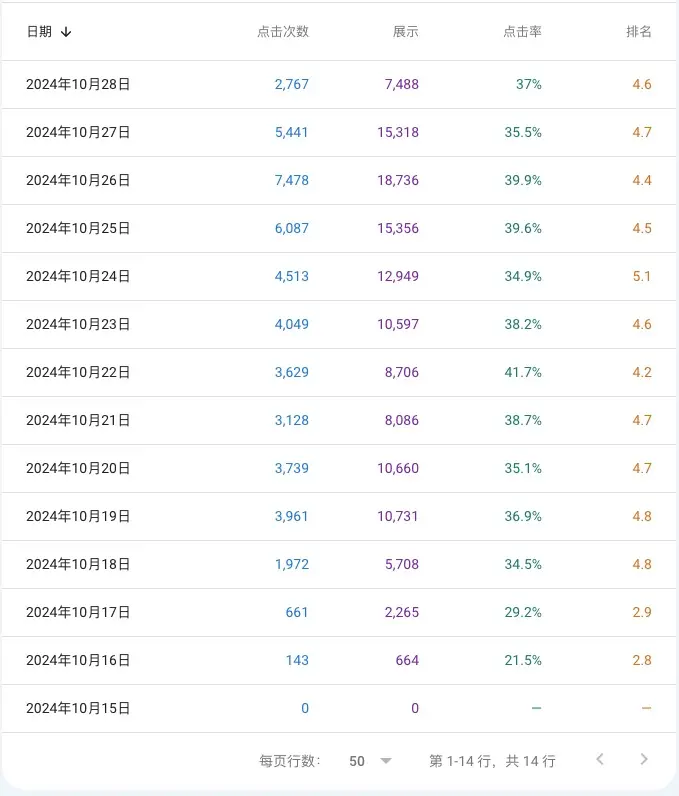 日期 ↓ 点击次数 展示 点击率 排名
2024年10月28日 2,767 7,488 37% 4.6
2024年10月27日 5,441 15,318 35.5% 4.7
2024年10月26日 7,478 18,736 39.9% 4.4
2024年10月25日 6,087 15,356 39.6% 4.5
2024年10月24日 4,513 12,949 34.9% 5.1
2024年10月23日 4,049 10,597 38.2% 4.6
2024年10月22日 3,629 8,706 41.7% 4.2
2024年10月21日 3,128 8,086 38.7% 4.7
2024年10月20日 3,739 10,660 35.1% 4.7
2024年10月19日 3,961 10,731 36.9% 4.8
2024年10月18日 1,972 5,708 34.5% 4.8
2024年10月17日 661 2,265 29.2% 2.9
2024年10月16日 143 664 21.5% 2.8
2024年10月15日 0 0 — —
每页行数： 50 第 1-14 行，共 14 行